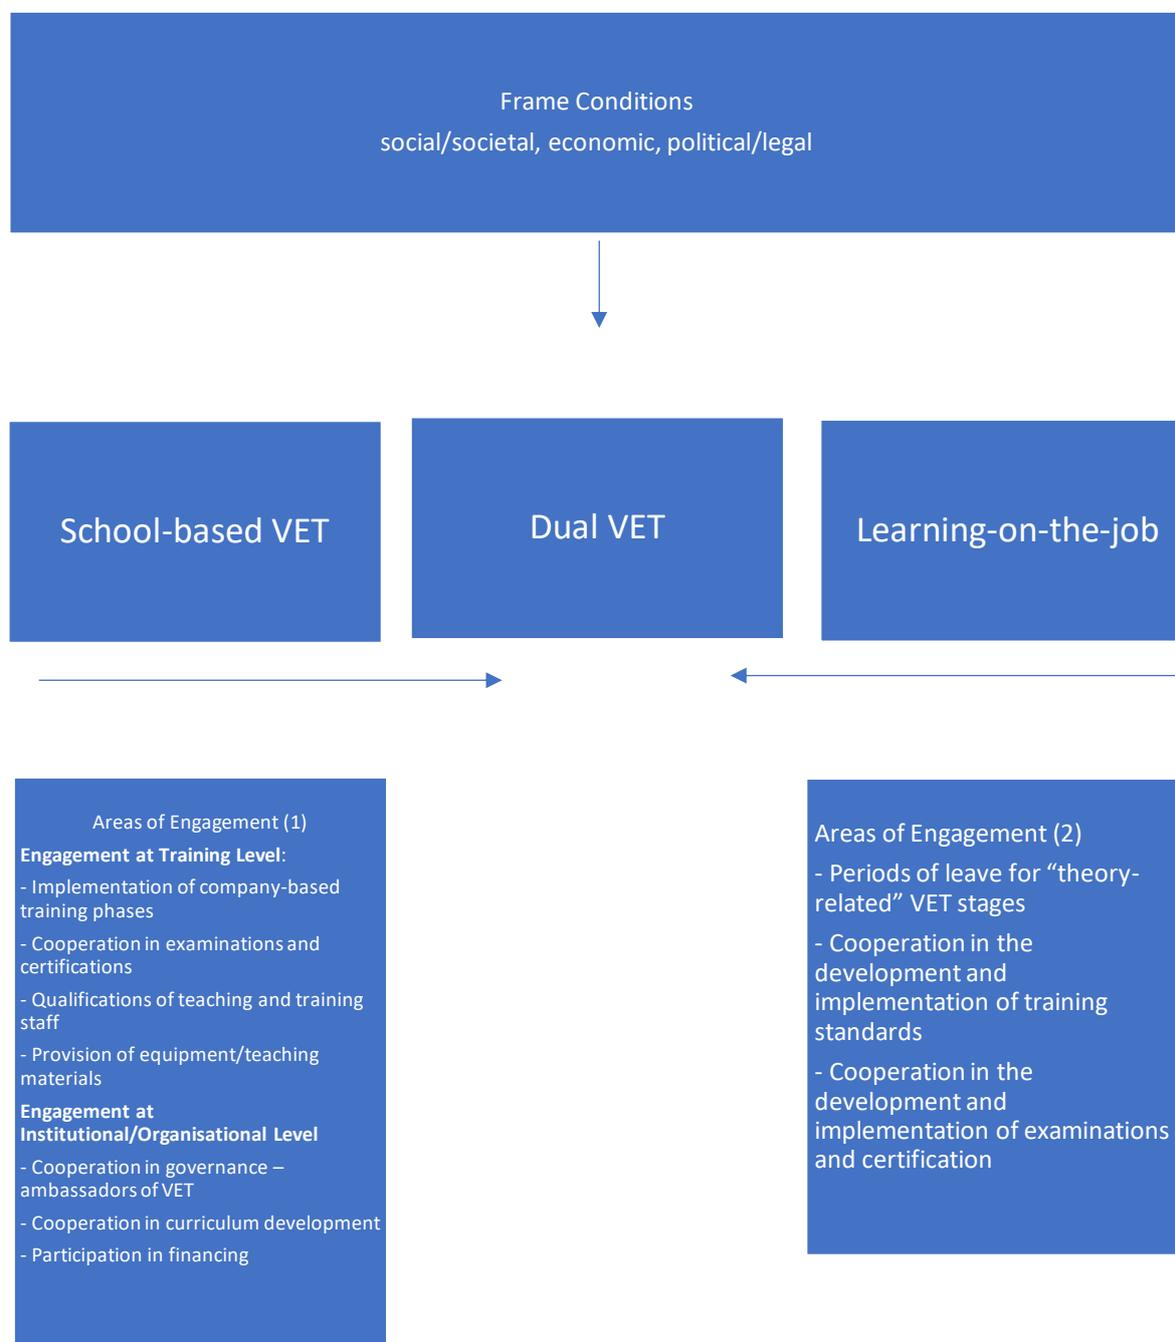 Frame Conditions
social/societal, economic, political/legal
School-based VET
Dual VET
Learning-on-the-job
Areas of Engagement (1)
Engagement at Training Level:
- Implementation of company-based
training phases
- Cooperation in examinations and
certifications
- Qualifications of teaching and training
staff
- Provision of equipment/teaching
materials
Engagement at
Institutional/Organisational Level
- Cooperation in governance –
ambassadors of VET
- Cooperation in curriculum development
- Participation in financing
Areas of Engagement (2)
- Periods of leave for “theory-
related” VET stages
- Cooperation in the
development and
implementation of training
standards
- Cooperation in the
development and
implementation of examinations
and certification